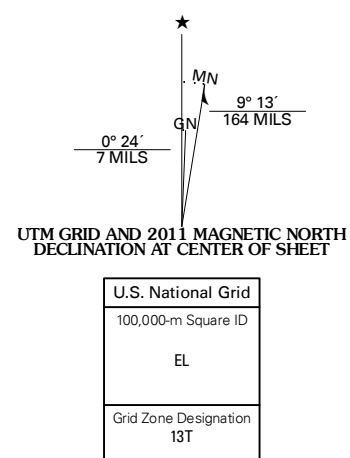 ★
MN
9° 13´
164 MILS
GN
0° 24´
7 MILS
UTM GRID AND 2011 MAGNETIC NORTH
DECLINATION AT CENTER OF SHEET
U.S. National Grid
100,000-m Square ID
EL
Grid Zone Designation
13T